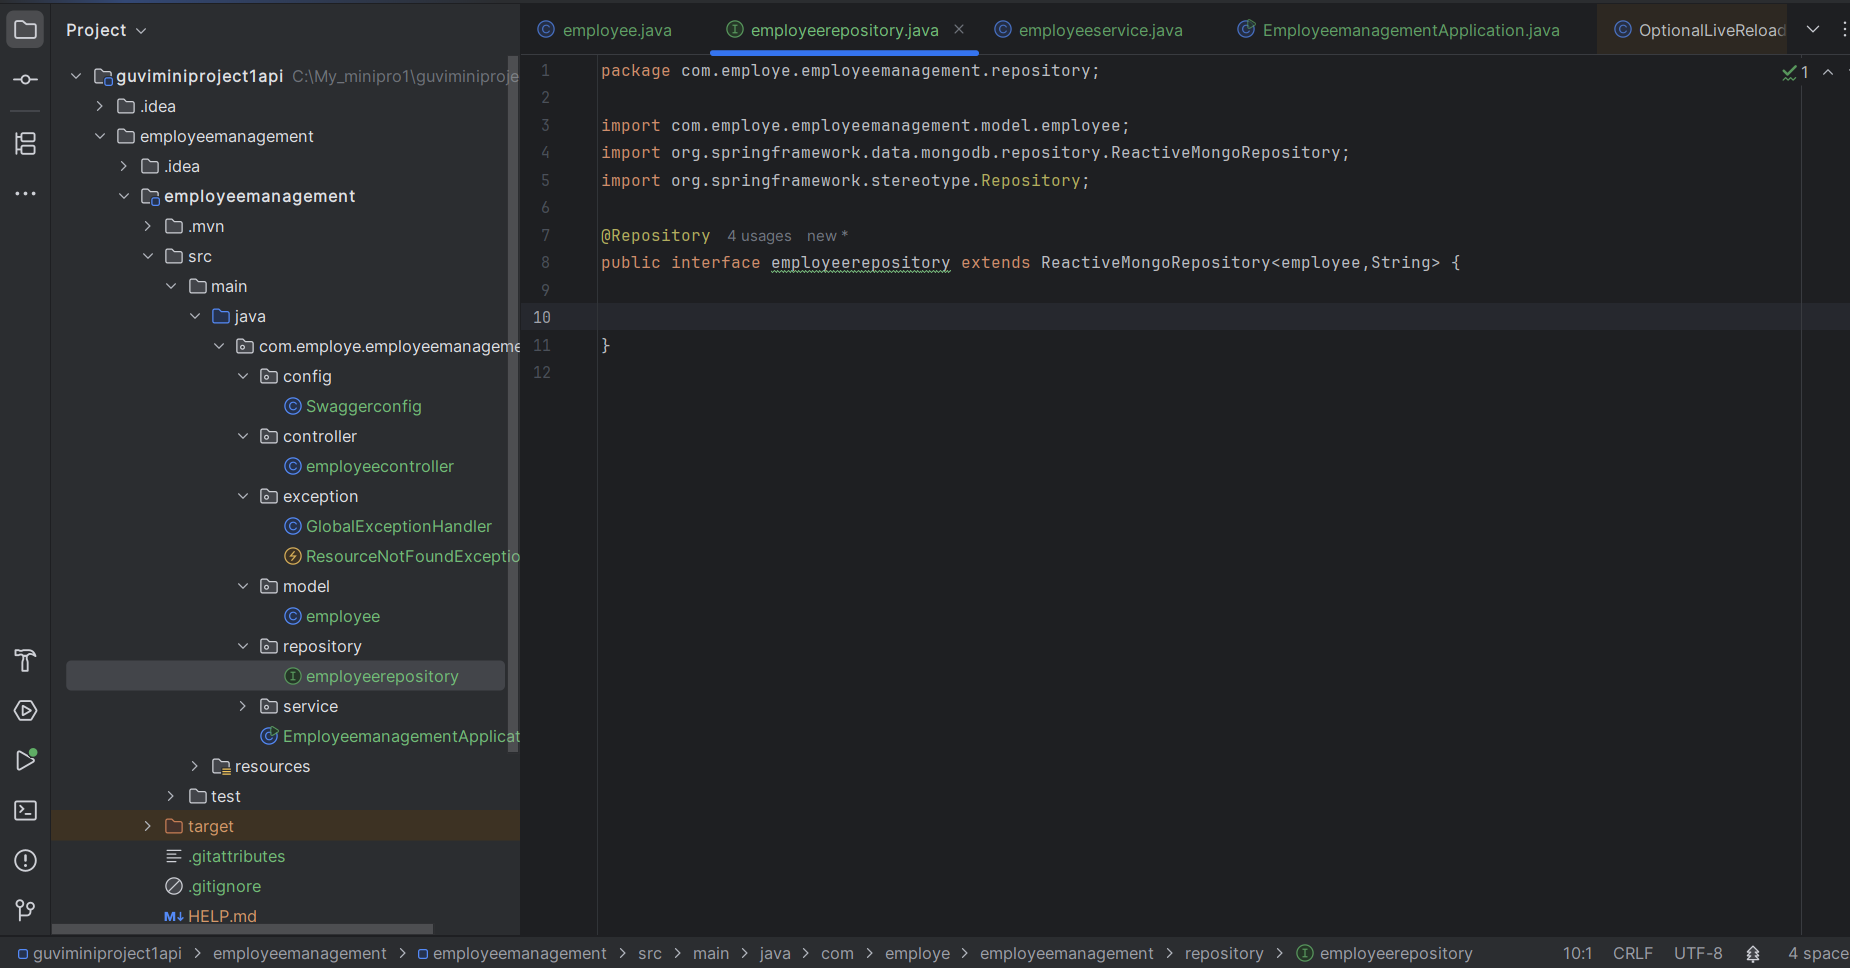 Project
employee.java
employeerepository.java
employeeservice.java
EmployeemanagementApplication.java
OptionalLiveReload
guviminiproject1api C:\My_minipro1\guviminiproje
.idea
employeemanagement
.idea
employeemanagement
.mvn
src
main
java
com.employe.employeemanageme
config
Swaggerconfig
controller
employeecontroller
exception
GlobalExceptionHandler
ResourceNotFoundExceptio
model
employee
repository
employeerepository
service
EmployeemanagementApplicat
resources
test
target
.gitattributes
.gitignore
M↓ HELP.md
1 package com.employe.employeemanagement.repository;
2
3 import com.employe.employeemanagement.model.employee;
4 import org.springframework.data.mongodb.repository.ReactiveMongoRepository;
5 import org.springframework.stereotype.Repository;
6
7 @Repository 4 usages new *
8 public interface employeerepository extends ReactiveMongoRepository<employee,String> {
9
10
11 }
12
1
guviminiproject1api > employeemanagement > employeemanagement > src > main > java > com > employe > employeemanagement > repository > employeerepository
10:1 CRLF UTF-8 4 space